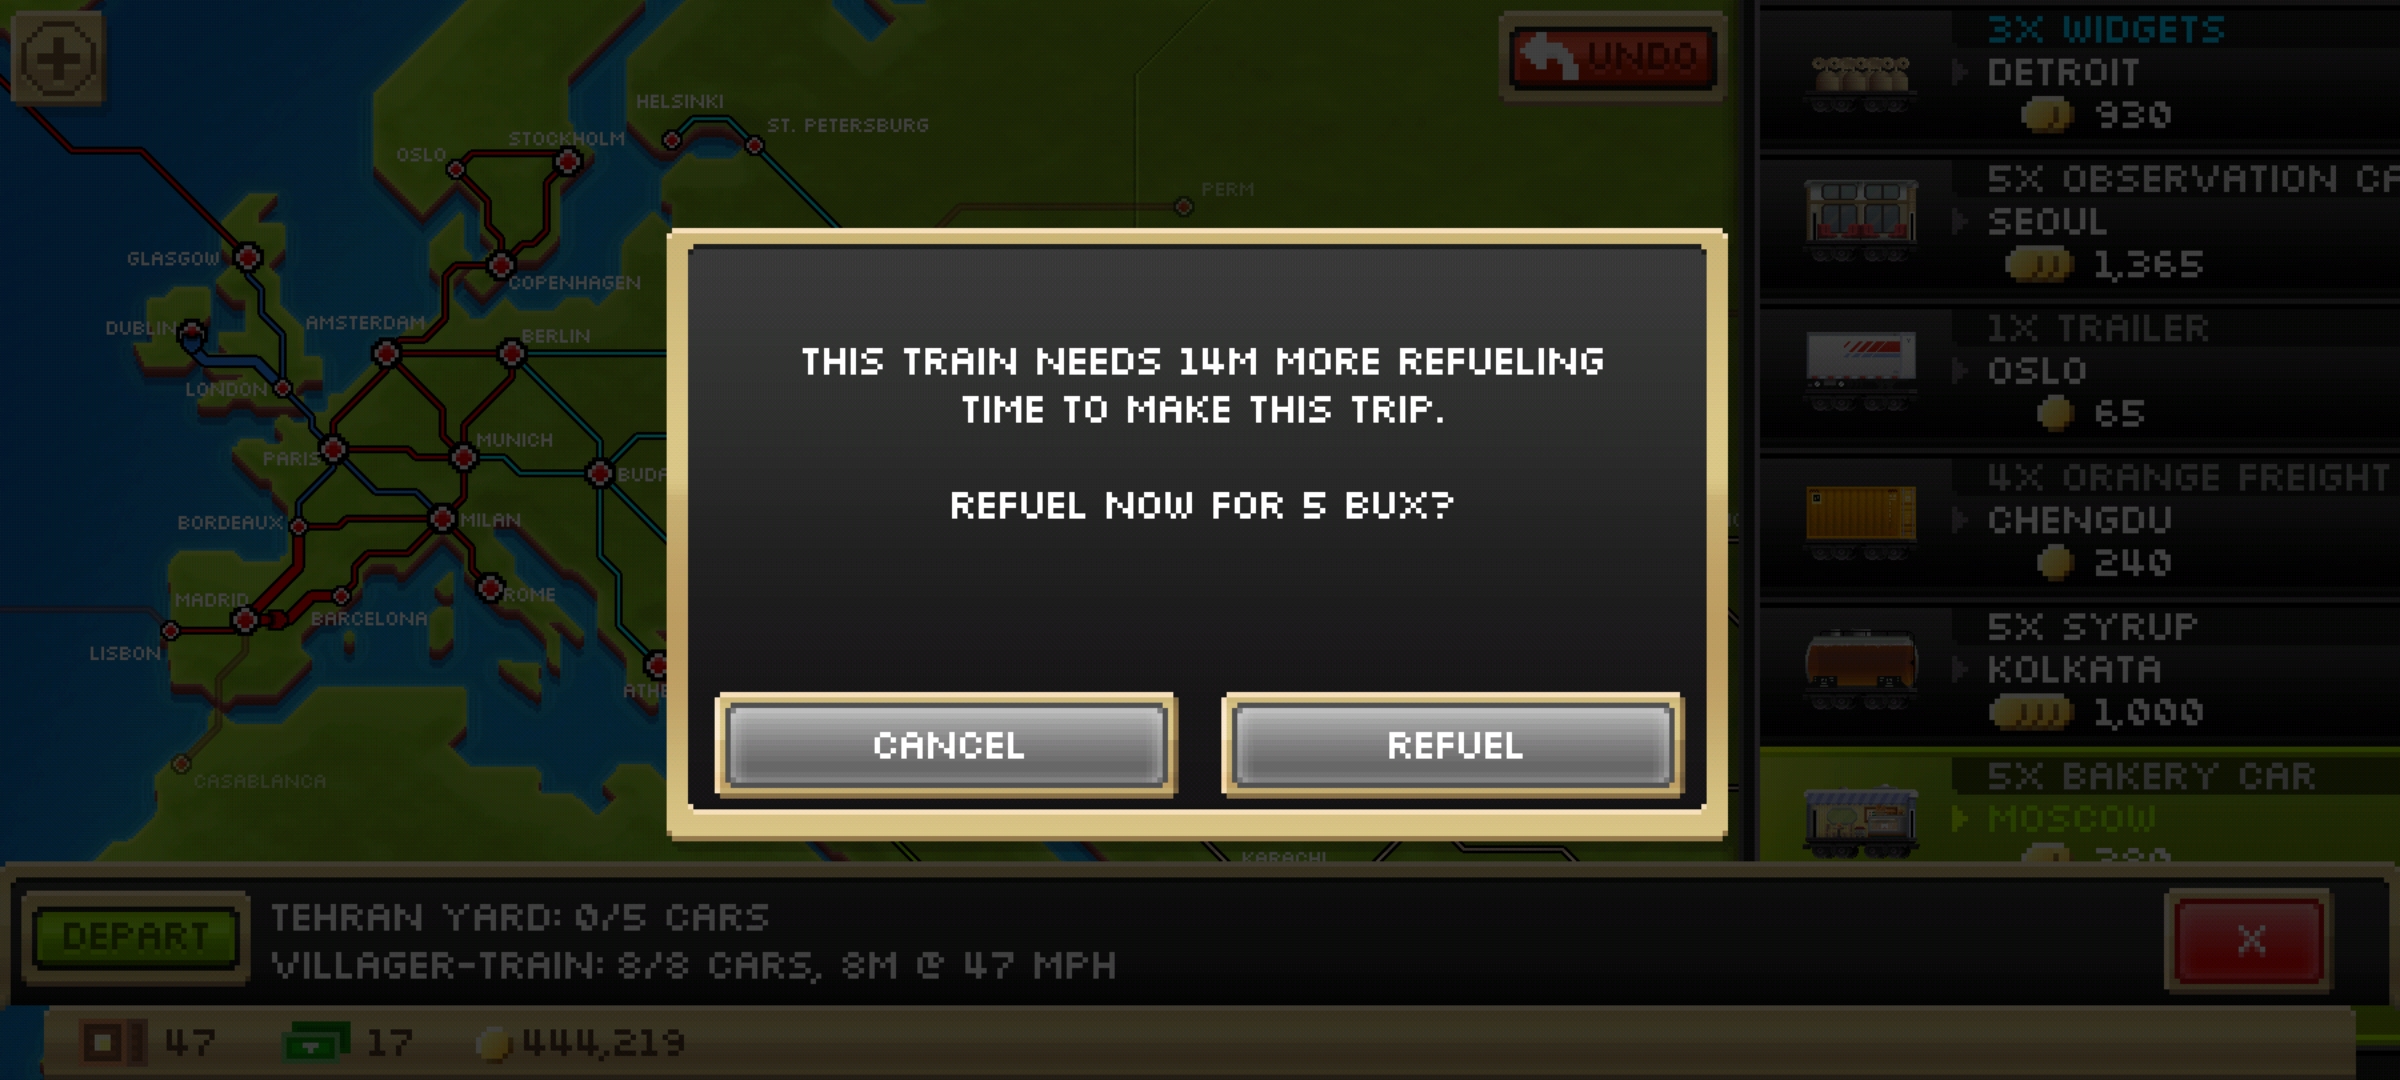 UNDO
HELSINKI
ST. PETERSBURG
STOCKHOLM
OSLO
PERM
GLASGOW
COPENHAGEN
DUBLIN
AMSTERDAM
BERLIN
LONDON
MUNICH
PARIS
BUDA
BORDEAUX
MILAN
MADRID
BARCELONA
ROME
LISBON
ATHE
CASABLANCA
KARACHI
THIS TRAIN NEEDS 14M MORE REFUELING
TIME TO MAKE THIS TRIP.
REFUEL NOW FOR 5 BUX?
CANCEL
REFUEL
3X WIDGETS
DETROIT
930
5X OBSERVATION CA
SEOUL
1,365
1X TRAILER
OSLO
65
4X ORANGE FREIGHT
CHENGDU
240
5X SYRUP
KOLKATA
1,000
5X BAKERY CAR
MOSCOW
DEPART
TEHRAN YARD: 0/5 CARS
VILLAGER-TRAIN: 8/8 CARS, 8M @ 47 MPH
X
47
17
444,219